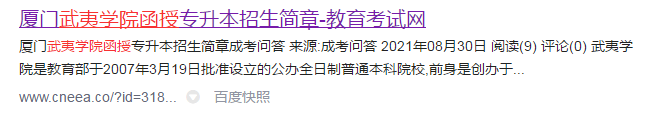 厦门武夷学院函授专升本招生简章-教育考试网
厦门武夷学院函授专升本招生简章成考问答 来源:成考问答 2021年08月30日 阅读(9) 评论(0) 武夷学
院是教育部于2007年3月19日批准设立的公办全日制普通本科院校,前身是创办于...
www.cneea.co/?id=318... 百度快照